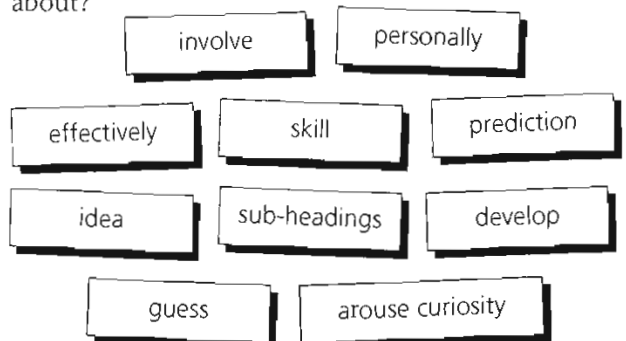 about?
involve personally
effectively skill prediction
idea sub-headings develop
guess arouse curiosity